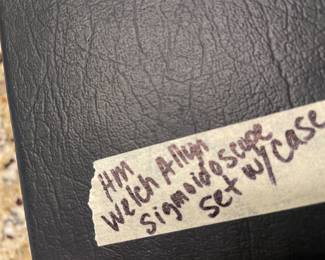 HM
Welch Allyn
sigmoidoscope
set w/ case